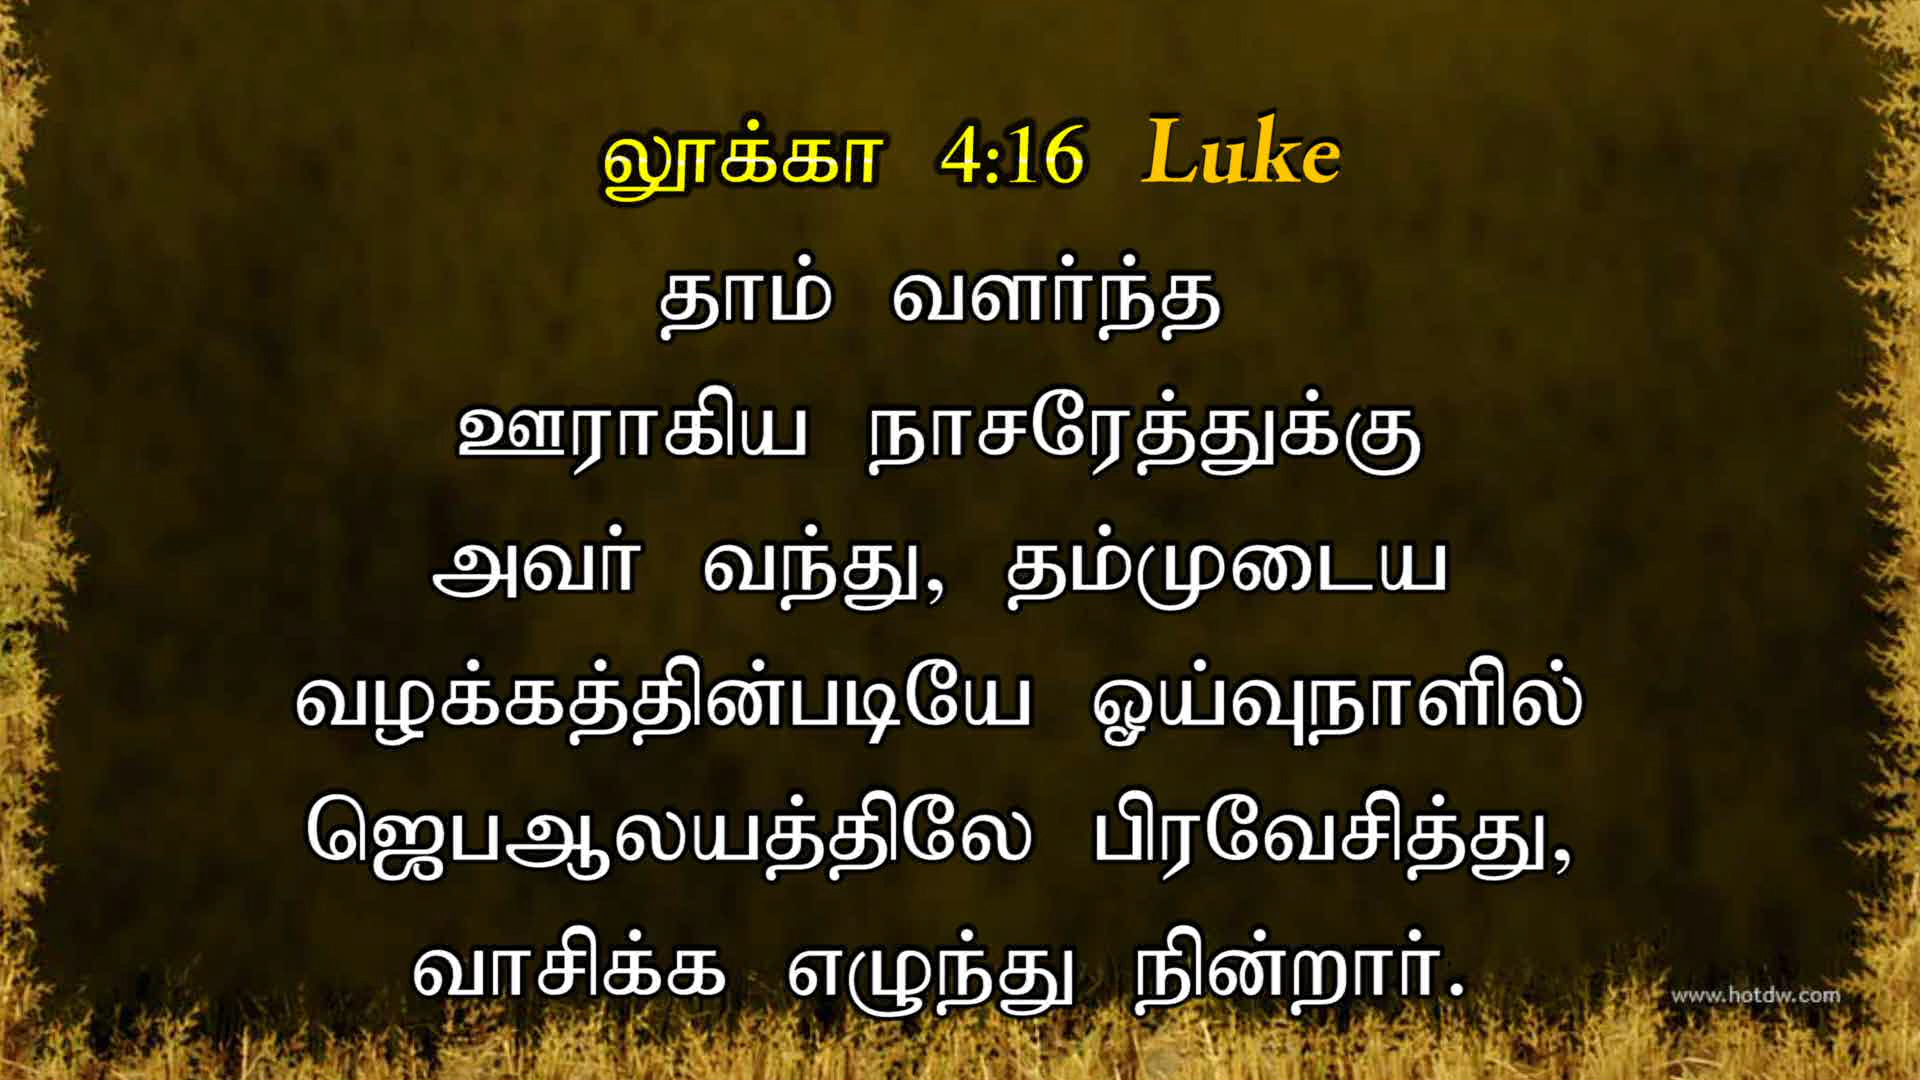 லூக்கா 4:16 Luke
தாம் வளர்ந்த
ஊராகிய நாசரேத்துக்கு
அவர் வந்து, தம்முடைய
வழக்கத்தின்படியே ஓய்வுநாளில்
ஜெபஆலயத்திலே பிரவேசித்து,
வாசிக்க எழுந்து நின்றார்.
www.hotdw.com